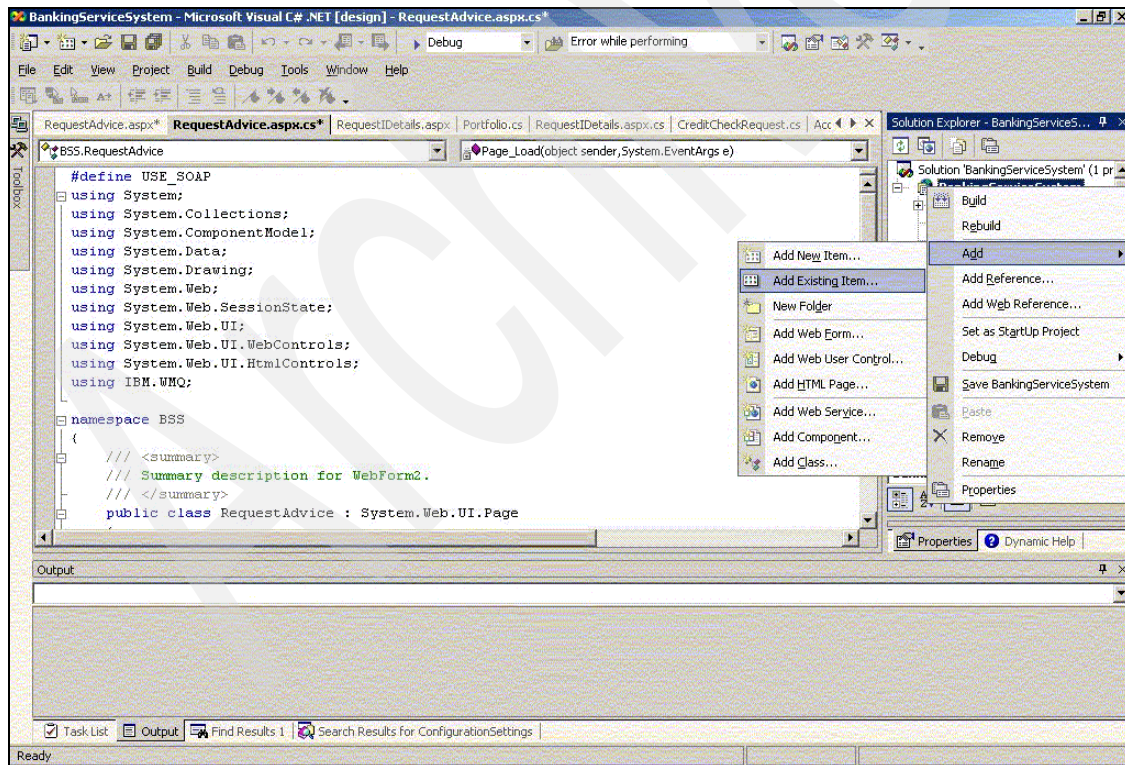 BankingServiceSystem - Microsoft Visual C# .NET [design] - RequestAdvice.aspx.cs*
Debug
Error while performing
File Edit View Project Build Debug Tools Window Help
RequestAdvice.aspx* RequestAdvice.aspx.cs* RequestIDetails.aspx Portfolio.cs RequestIDetails.aspx.cs CreditCheckRequest.cs Acc
BSS.RequestAdvice
Page_Load(object sender,System.EventArgs e)
#define USE_SOAP
using System;
using System.Collections;
using System.ComponentModel;
using System.Data;
using System.Drawing;
using System.Web;
using System.Web.SessionState;
using System.Web.UI;
using System.Web.UI.WebControls;
using System.Web.UI.HtmlControls;
using IBM.WMQ;
namespace BSS
{
/// <summary>
/// Summary description for WebForm2.
/// </summary>
public class RequestAdvice : System.Web.UI.Page
Toolbox
Solution Explorer - BankingServiceS...
Solution 'BankingServiceSystem' (1 pr
BankingServiceSystem
Build
Rebuild
Add
Add Reference...
Add Web Reference...
Set as StartUp Project
Debug
Save BankingServiceSystem
Paste
Remove
Rename
Properties
Add New Item...
Add Existing Item...
New Folder
Add Web Form...
Add Web User Control...
Add HTML Page...
Add Web Service...
Add Component...
Add Class...
Properties Dynamic Help
Output
Task List Output Find Results 1 Search Results for ConfigurationSettings
Ready